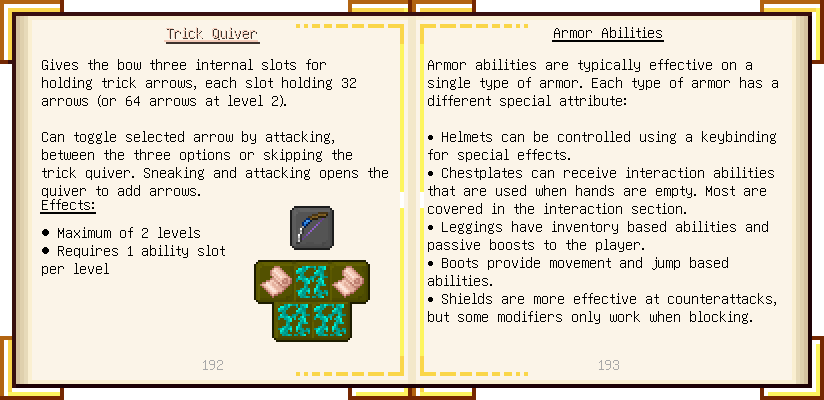 Trick Quiver
Gives the bow three internal slots for
holding trick arrows, each slot holding 32
arrows (or 64 arrows at level 2).
Can toggle selected arrow by attacking,
between the three options or skipping the
trick quiver. Sneaking and attacking opens the
quiver to add arrows.
Effects:
● Maximum of 2 levels
● Requires 1 ability slot
per level
192
Armor Abilities
Armor abilities are typically effective on a
single type of armor. Each type of armor has a
different special attribute:
• Helmets can be controlled using a keybinding
for special effects.
• Chestplates can receive interaction abilities
that are used when hands are empty. Most are
covered in the interaction section.
• Leggings have inventory based abilities and
passive boosts to the player.
• Boots provide movement and jump based
abilities.
• Shields are more effective at counterattacks,
but some modifiers only work when blocking.
193